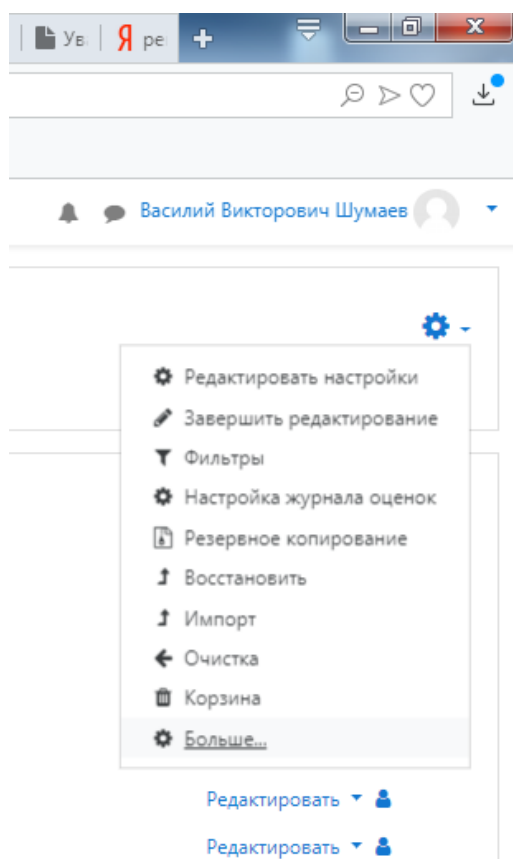 Ув.
Я ре
Василий Викторович Шумаев
Редактировать настройки
Завершить редактирование
Фильтры
Настройка журнала оценок
Резервное копирование
Восстановить
Импорт
Очистка
Корзина
Больше...
Редактировать
Редактировать